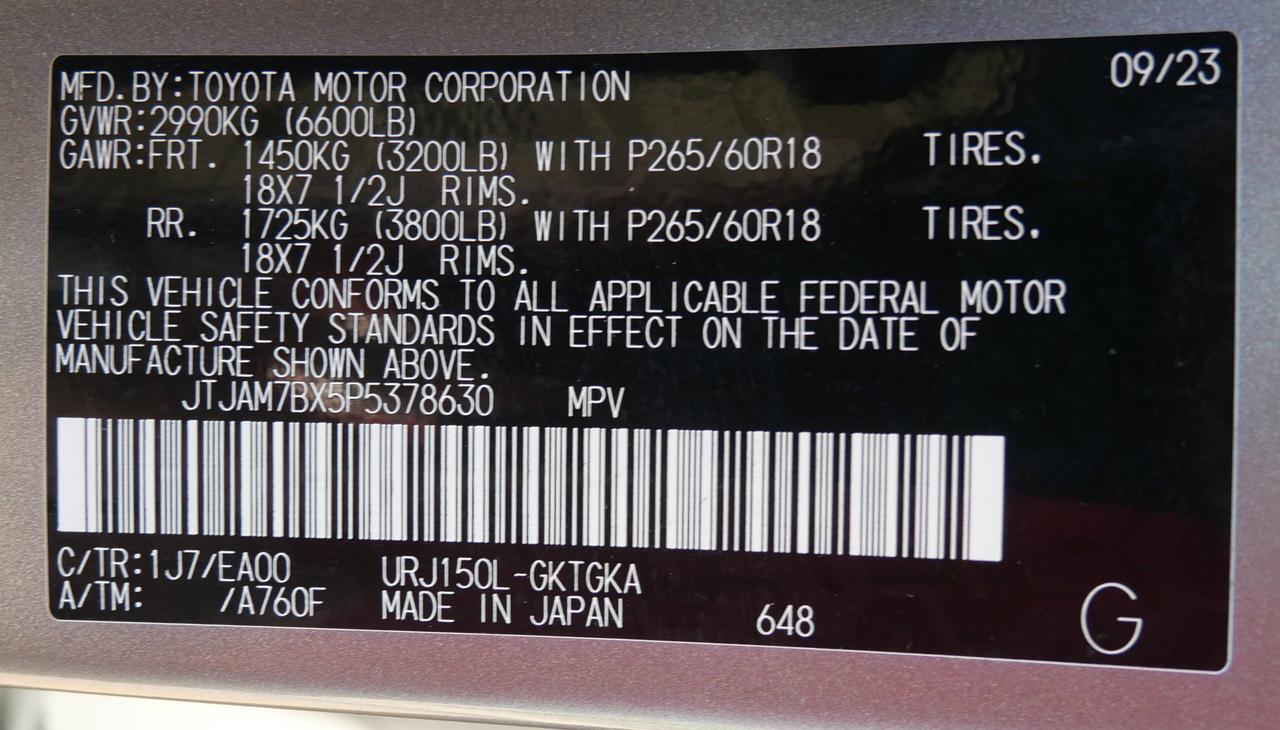 09/23
MFD.BY:TOYOTA MOTOR CORPORATION
GVWR:2990KG (6600LB)
GAWR:FRT. 1450KG (3200LB) WITH P265/60R18 TIRES.
18X7 1/2J RIMS.
RR. 1725KG (3800LB) WITH P265/60R18 TIRES.
18X7 1/2J RIMS.
THIS VEHICLE CONFORMS TO ALL APPLICABLE FEDERAL MOTOR
VEHICLE SAFETY STANDARDS IN EFFECT ON THE DATE OF
MANUFACTURE SHOWN ABOVE.
JTJAM7BX5P5378630 MPV
C/TR:1J7/EA00 URJ150L-GKTGKA
A/TM: /A760F MADE IN JAPAN 648 G